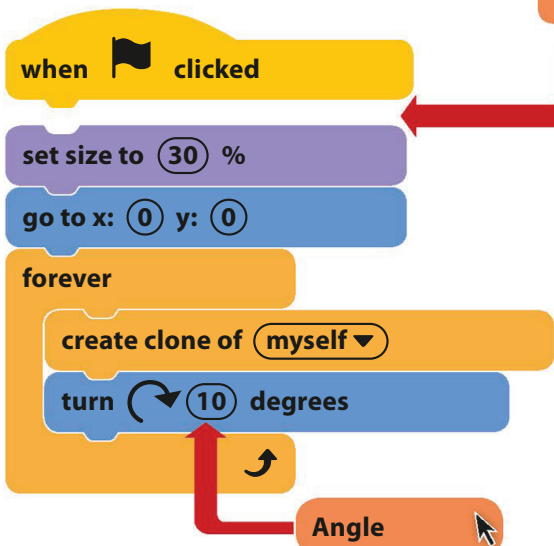 when clicked
set size to 30 %
go to x: 0 y: 0
forever
create clone of myself
turn 10 degrees
Angle